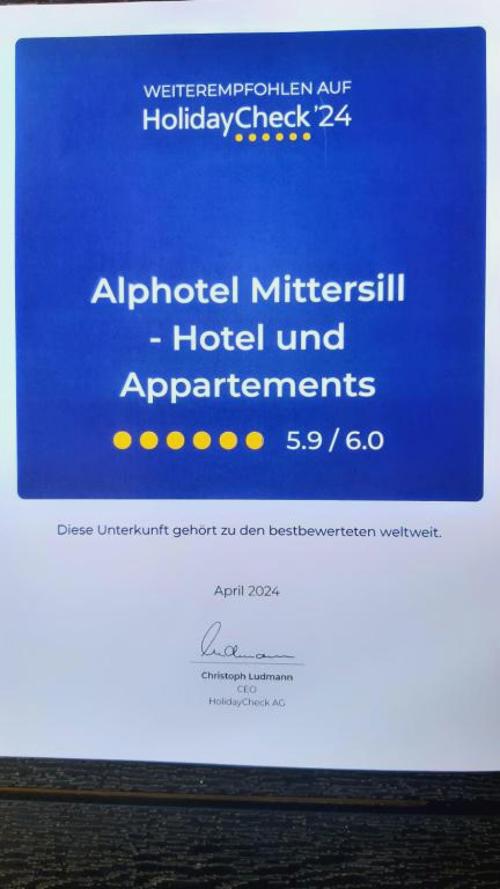 WEITEREMPFOHLEN AUF
HolidayCheck '24
Alphotel Mittersill
- Hotel und
Appartements
5.9 / 6.0
Diese Unterkunft gehört zu den bestbewerteten weltweit.
April 2024
Ludmann
Christoph Ludmann
CEO
HolidayCheck AG